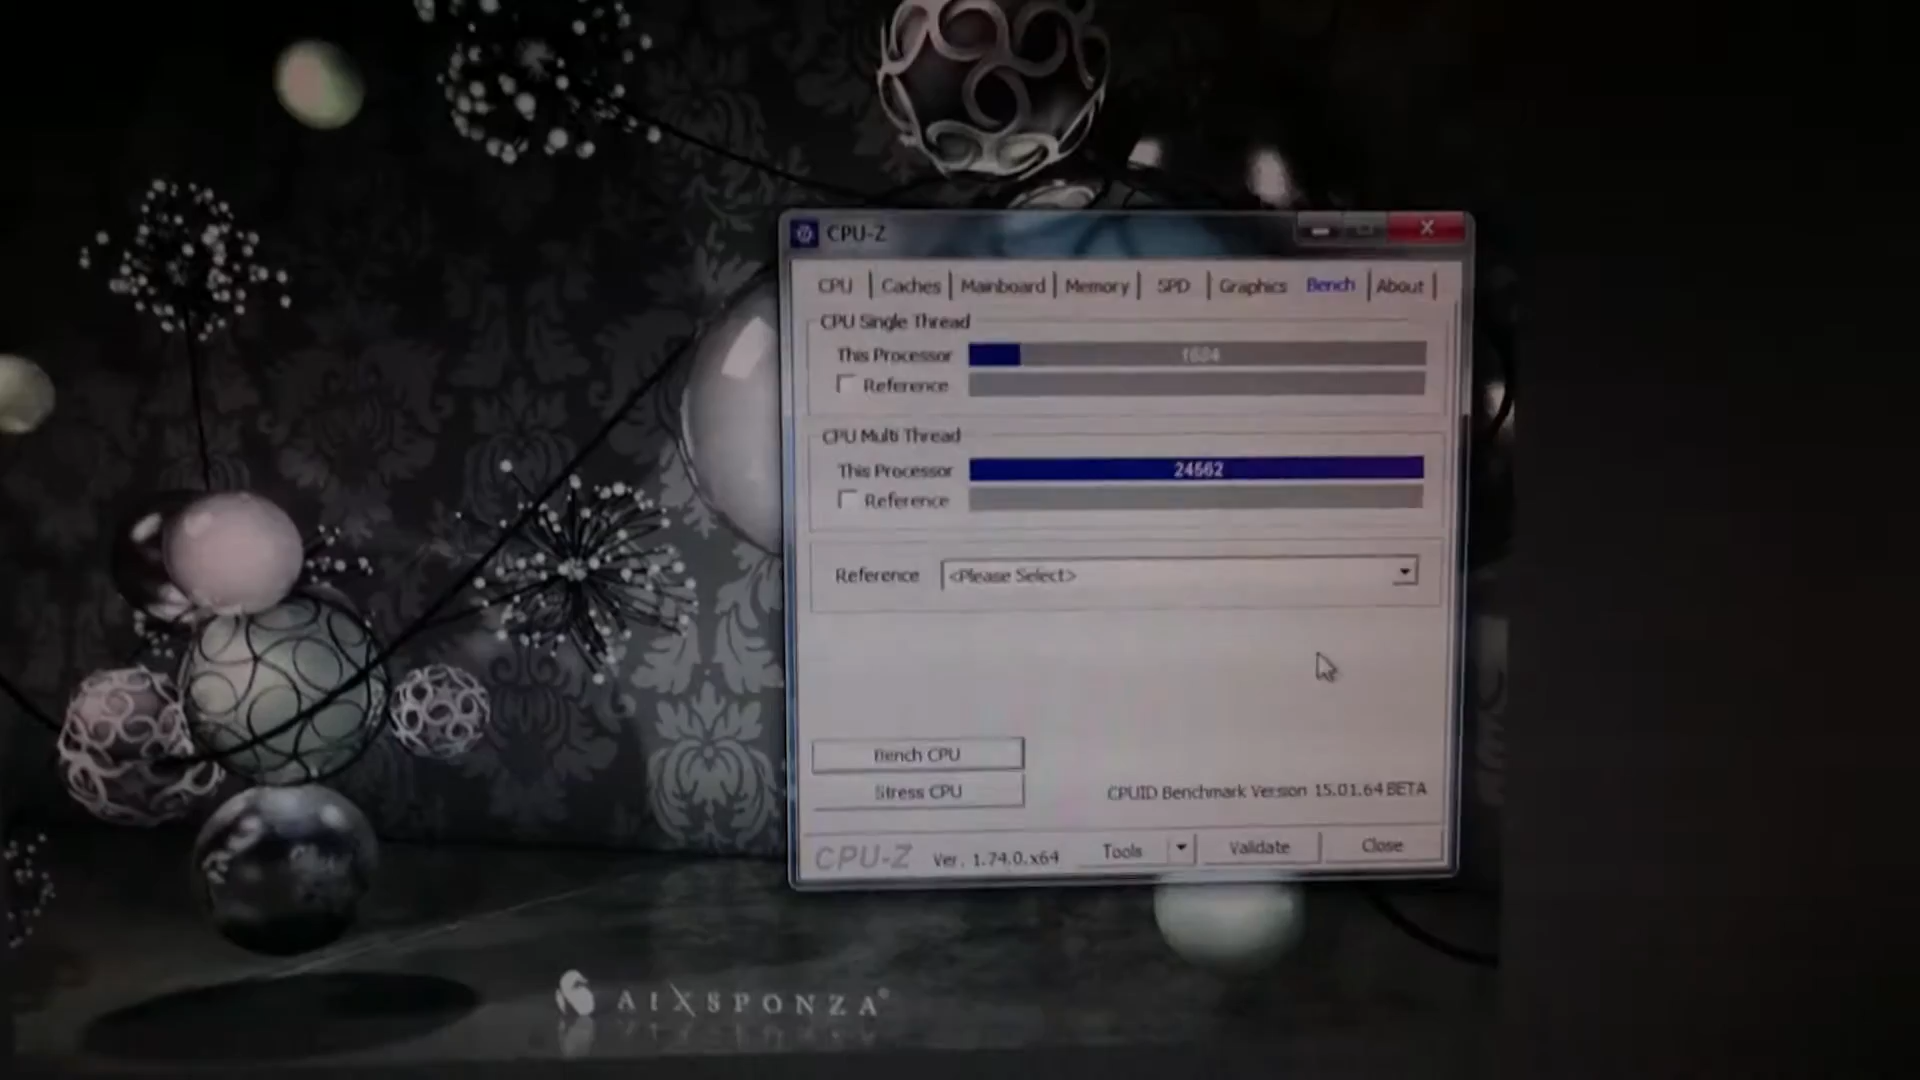 CPU-Z
CPU Caches Mainboard Memory SPD Graphics Bench About
CPU Single Thread
This Processor 1684
Reference
CPU Multi Thread
This Processor 24562
Reference
Reference <Please Select>
Bench CPU
Stress CPU
CPUID Benchmark Version 15.01.64 BETA
CPU-Z Ver. 1.74.0.x64 Tools Validate Close
AIXSPONZA®